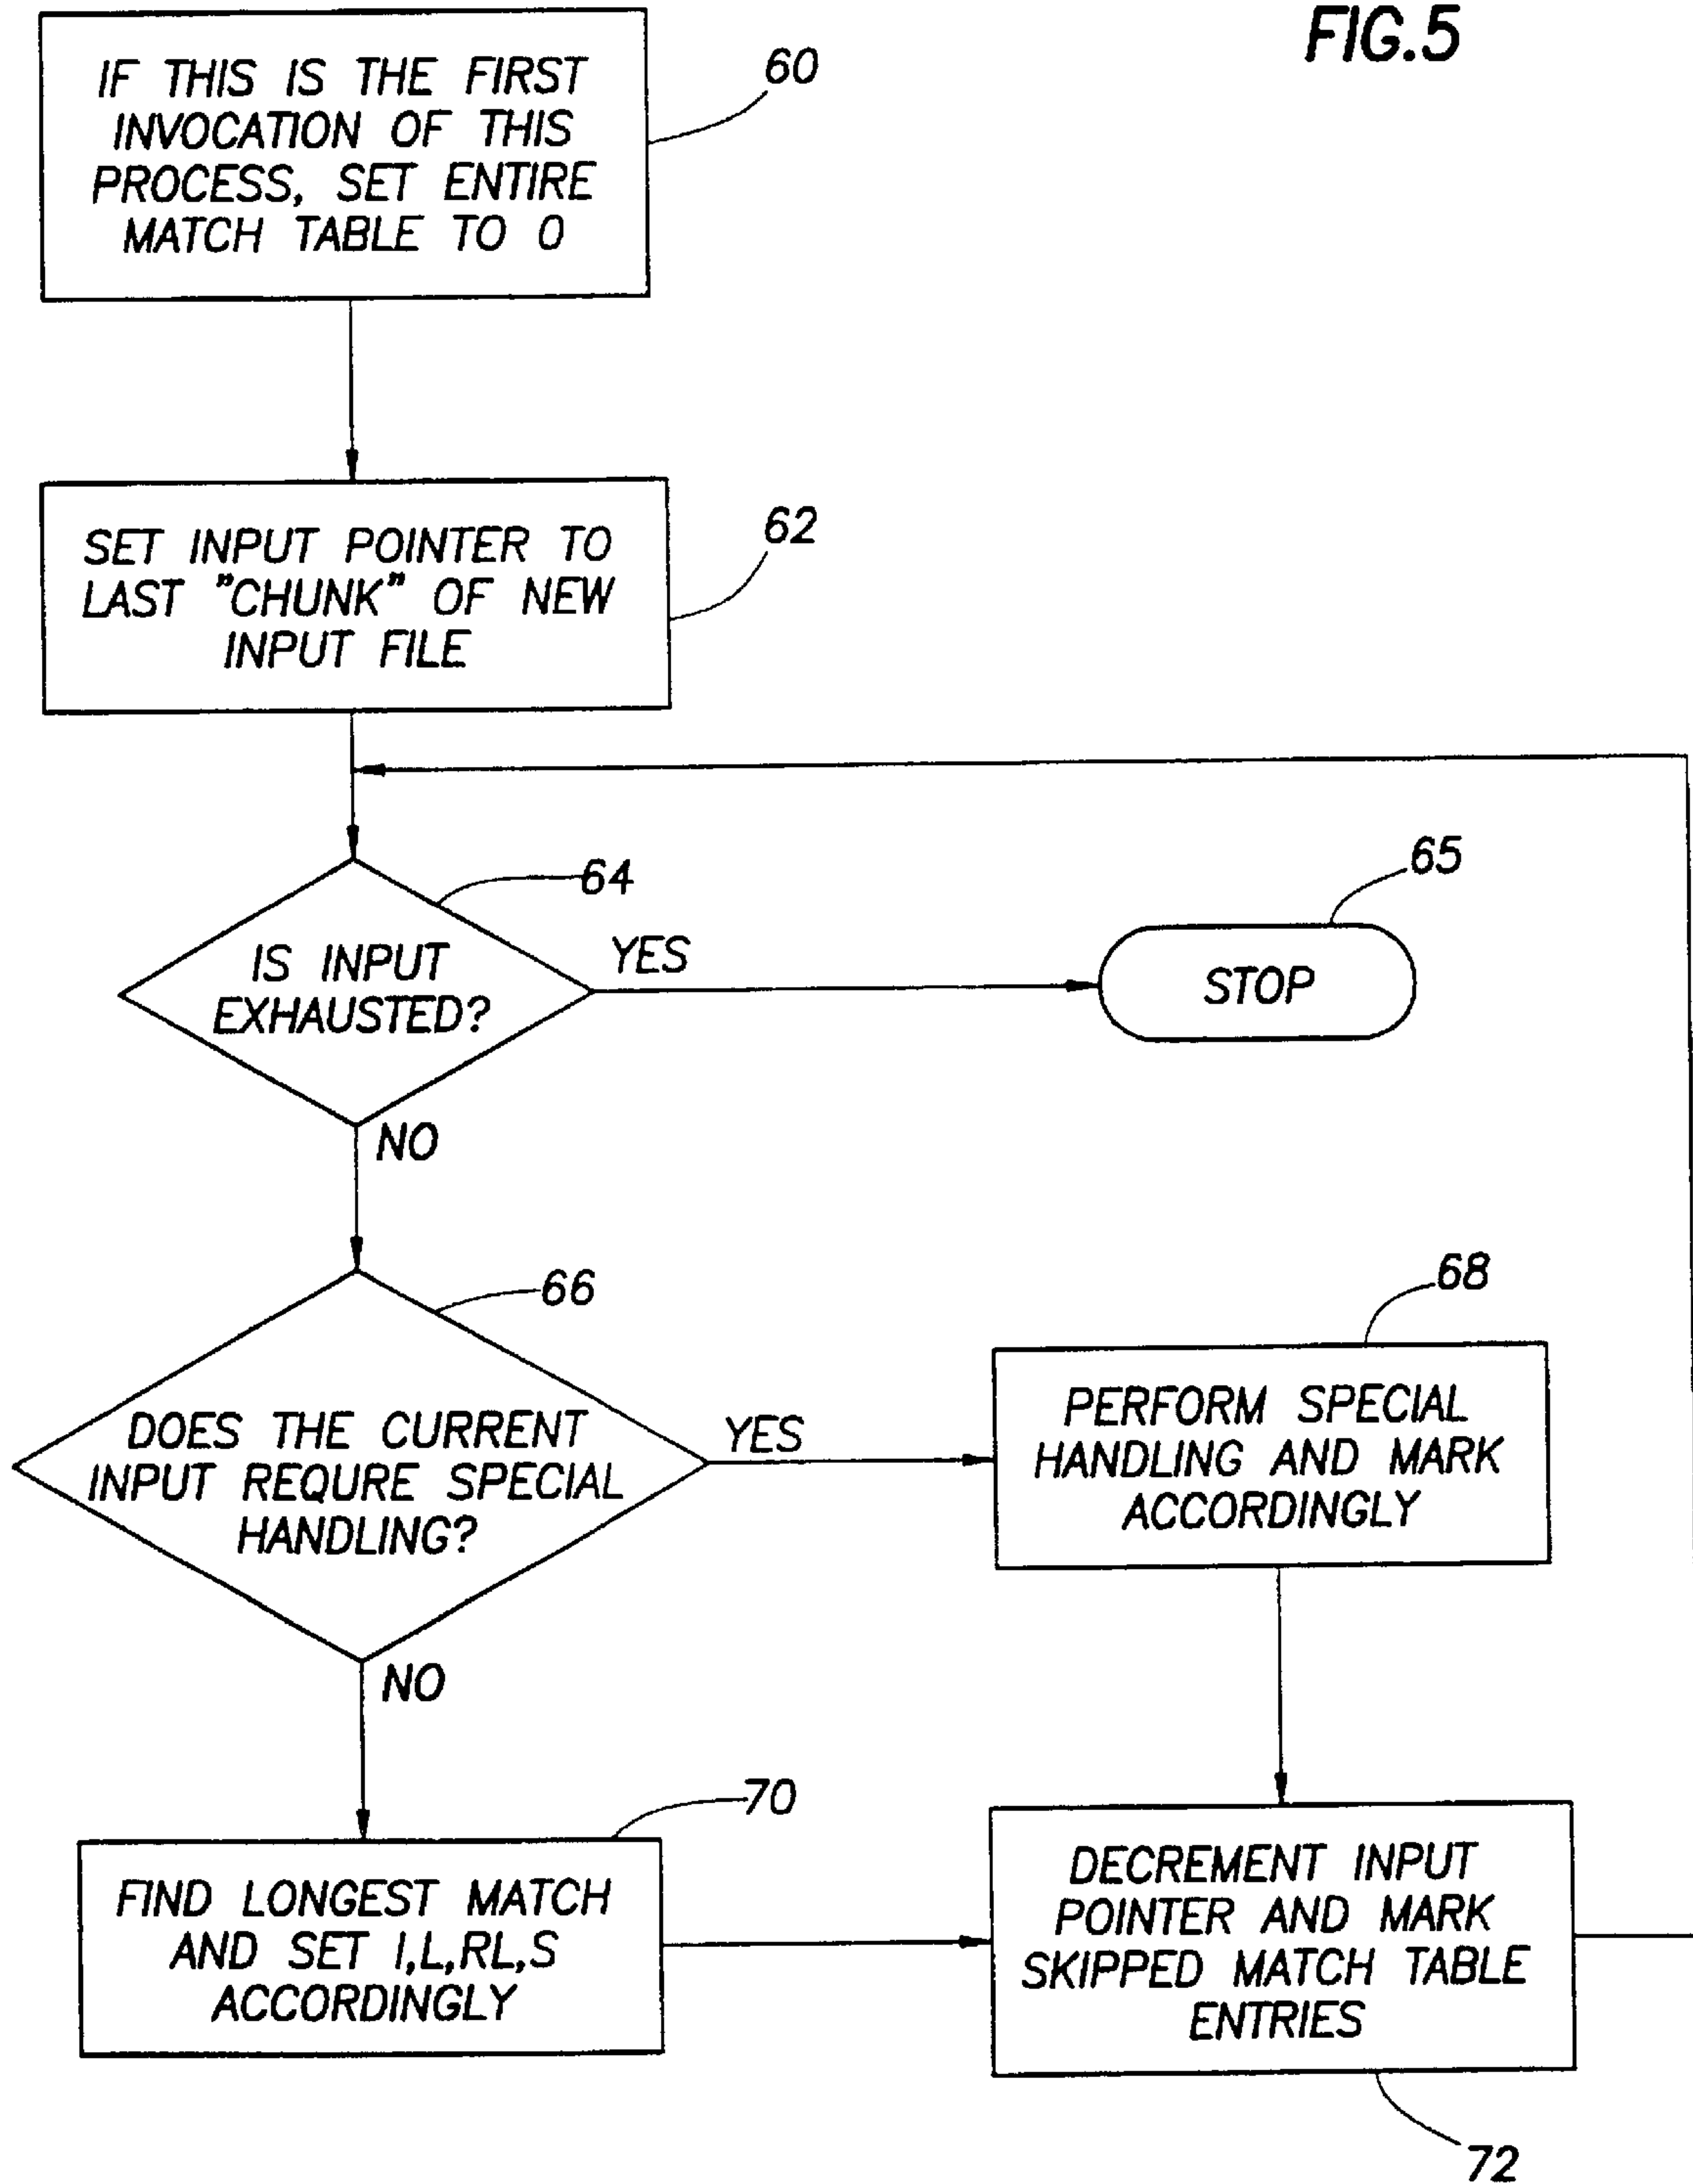 FIG.5
IF THIS IS THE FIRST
INVOCATION OF THIS
PROCESS, SET ENTIRE
MATCH TABLE TO 0
60
SET INPUT POINTER TO
LAST "CHUNK" OF NEW
INPUT FILE
62
64
IS INPUT
EXHAUSTED?
YES
65
STOP
NO
66
DOES THE CURRENT
INPUT REQURE SPECIAL
HANDLING?
YES
68
PERFORM SPECIAL
HANDLING AND MARK
ACCORDINGLY
NO
70
FIND LONGEST MATCH
AND SET I,L,RL,S
ACCORDINGLY
DECREMENT INPUT
POINTER AND MARK
SKIPPED MATCH TABLE
ENTRIES
72